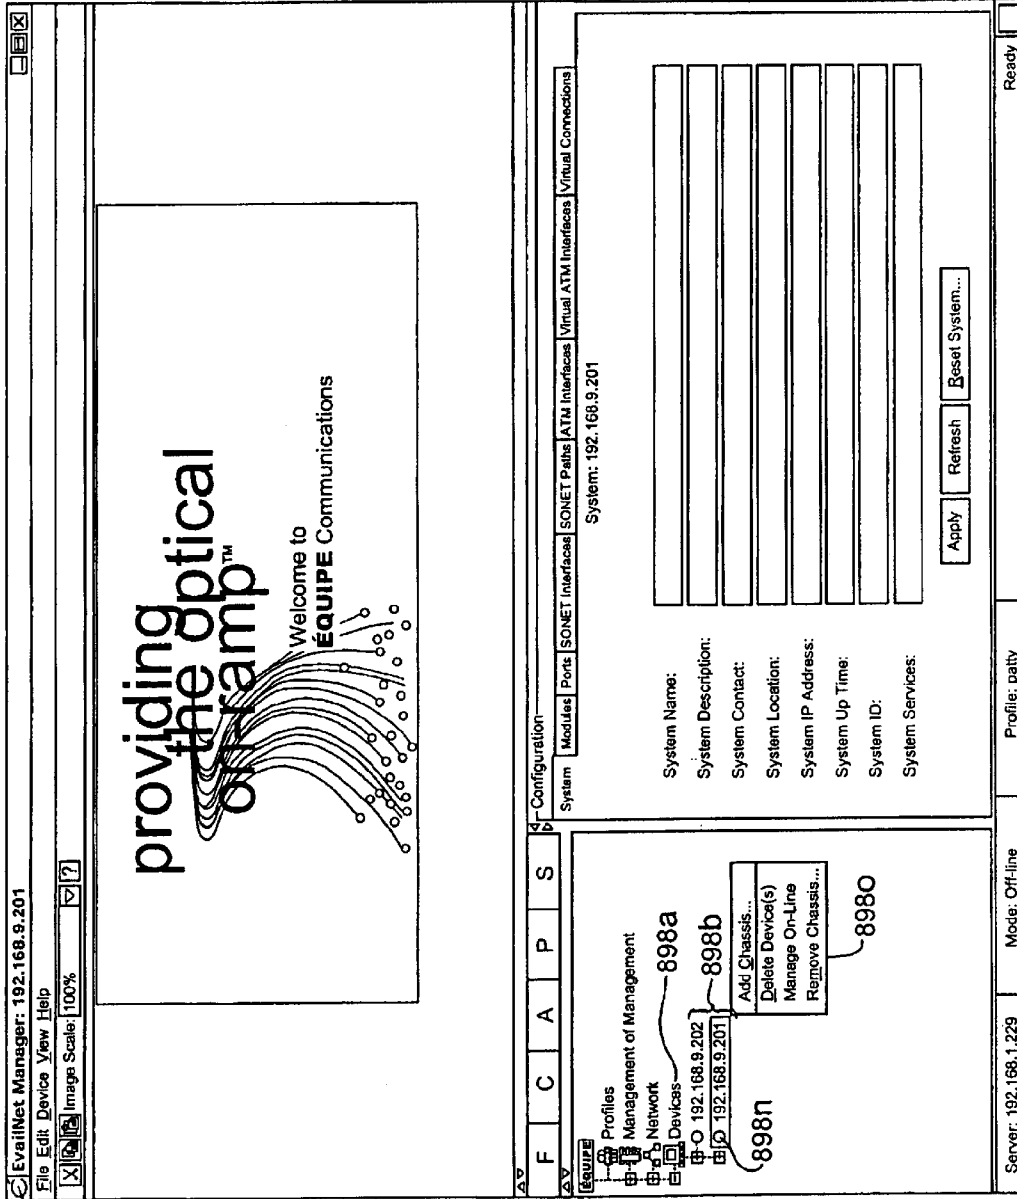 EvailNet Manager: 192.168.9.201
File Edit Device View Help
X Image Scale: 100% ?
providing
the optical
on-ramp™
Welcome to
ÉQUIPE Communications
F C A P S
ÉQUIPE
Profiles
Management of Management
Network
Devices
898a
192.168.9.202
192.168.9.201
898b
898n
Add Chassis...
Delete Device(s)
Manage On-Line
Remove Chassis...
898o
Configuration
System Modules Ports SONET Interfaces SONET Paths ATM Interfaces Virtual ATM Interfaces Virtual Connections
System: 192.168.9.201
System Name:
System Description:
System Contact:
System Location:
System IP Address:
System Up Time:
System ID:
System Services:
Apply Refresh Reset System...
Server: 192.168.1.229 Mode: Off-line Profile: patty Ready